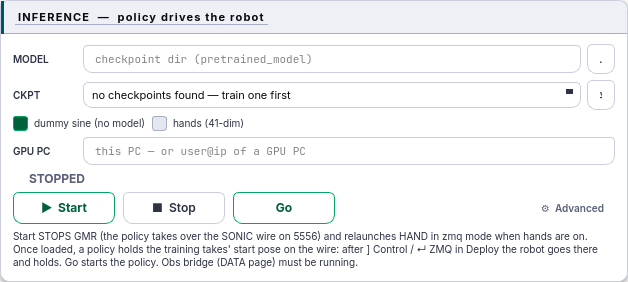 INFERENCE — policy drives the robot
MODEL checkpoint dir (pretrained_model) .
CKPT no checkpoints found — train one first
dummy sine (no model) hands (41-dim)
GPU PC this PC — or user@ip of a GPU PC
STOPPED
▶ Start ■ Stop Go ⚙ Advanced
Start STOPS GMR (the policy takes over the SONIC wire on 5556) and relaunches HAND in zmq mode when hands are on.
Once loaded, a policy holds the training takes' start pose on the wire: after ] Control / ↵ ZMQ in Deploy the robot goes there
and holds. Go starts the policy. Obs bridge (DATA page) must be running.